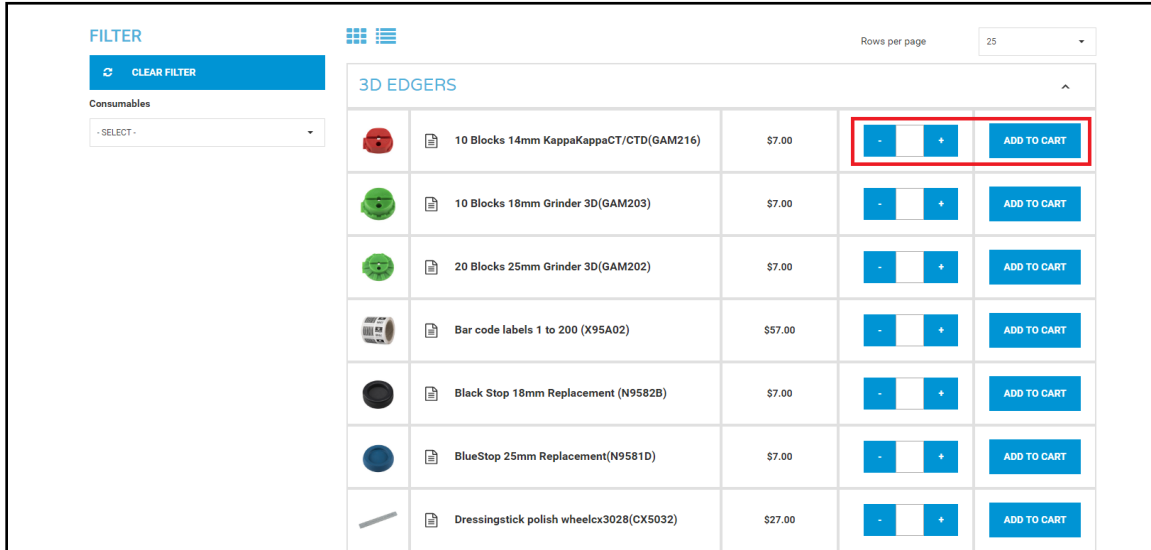 FILTER
Rows per page 25
CLEAR FILTER
3D EDGERS
Consumables
- SELECT -
10 Blocks 14mm KappaKappaCT/CTD(GAM216) $7.00 - + ADD TO CART
10 Blocks 18mm Grinder 3D(GAM203) $7.00 - + ADD TO CART
20 Blocks 25mm Grinder 3D(GAM202) $7.00 - + ADD TO CART
Bar code labels 1 to 200 (X95A02) $57.00 - + ADD TO CART
Black Stop 18mm Replacement (N9582B) $7.00 - + ADD TO CART
BlueStop 25mm Replacement(N9581D) $7.00 - + ADD TO CART
Dressingstick polish wheelcx3028(CX5032) $27.00 - + ADD TO CART